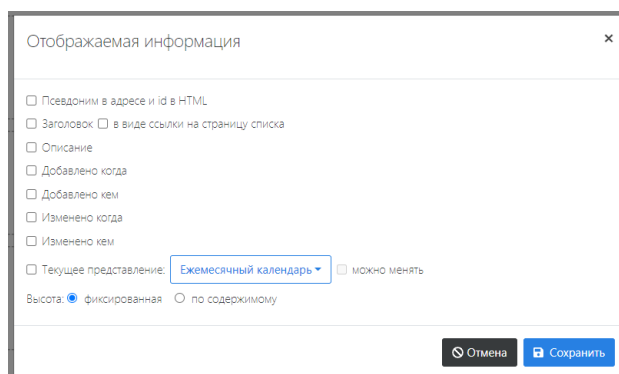 Отображаемая информация ×
Псевдоним в адресе и id в HTML
Заголовок в виде ссылки на страницу списка
Описание
Добавлено когда
Добавлено кем
Изменено когда
Изменено кем
Текущее представление: Ежемесячный календарь можно менять
Высота: фиксированная по содержимому
Отмена Сохранить